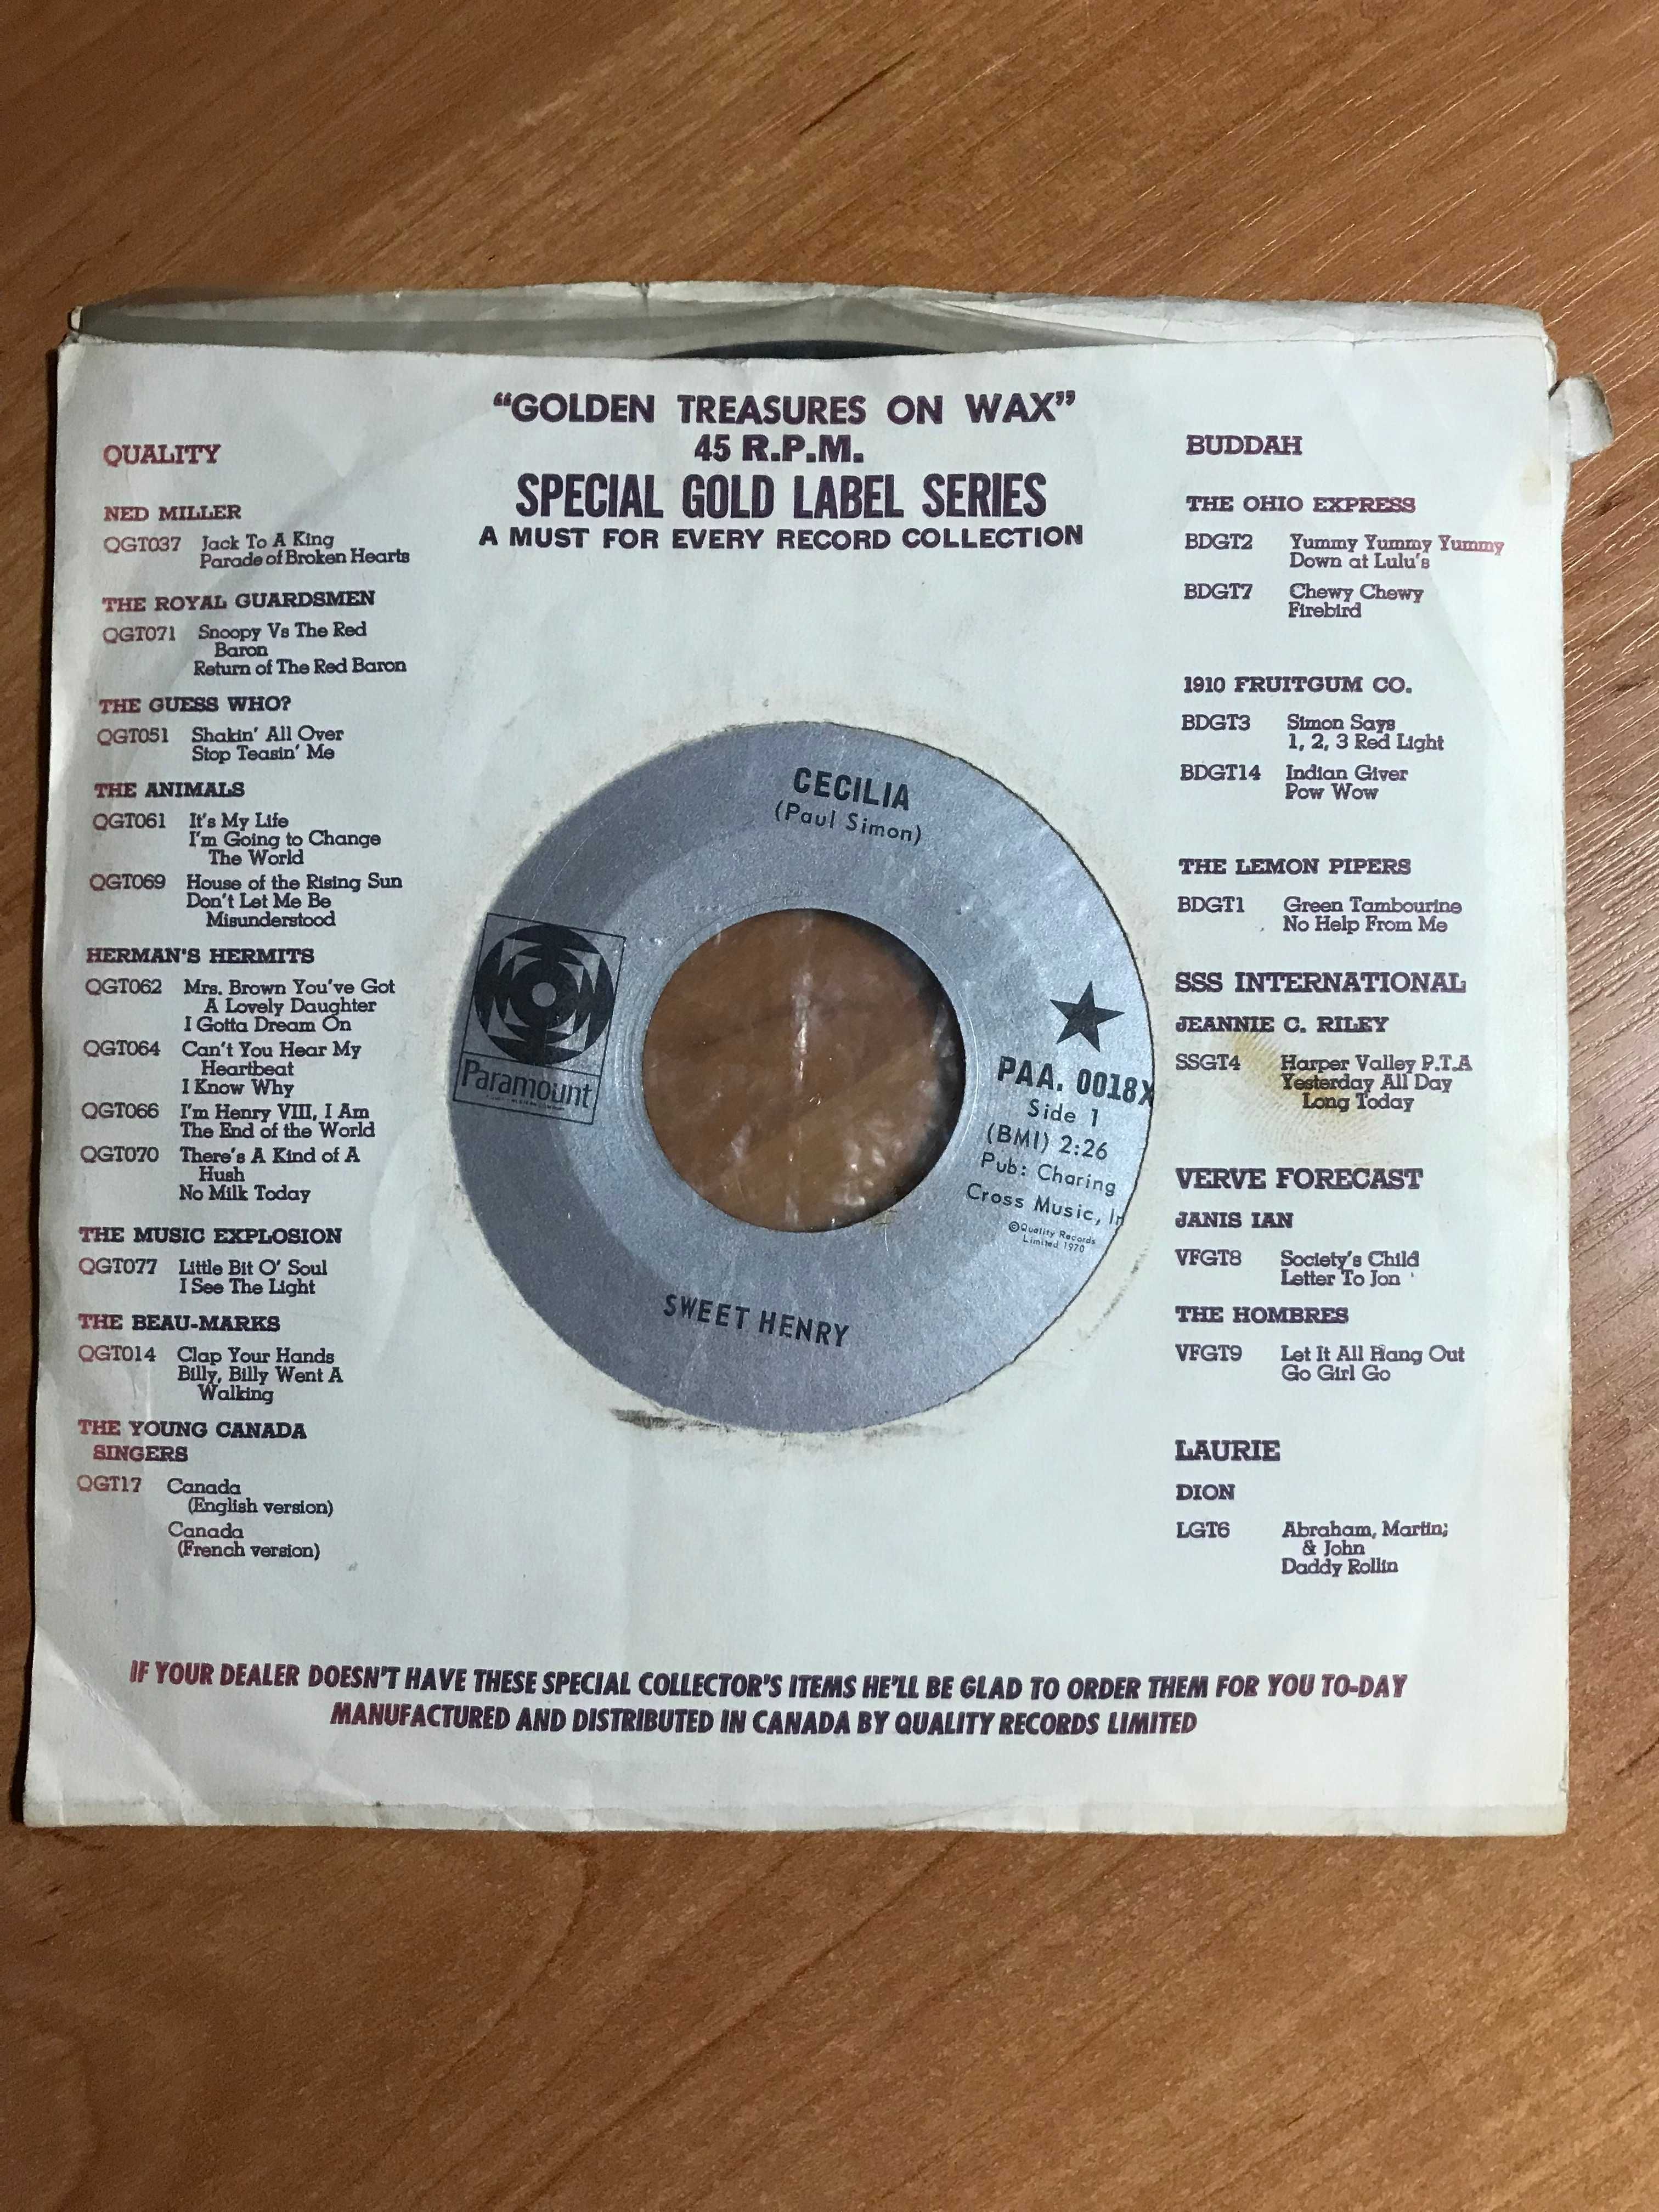 "GOLDEN TREASURES ON WAX"
45 R.P.M.
SPECIAL GOLD LABEL SERIES
A MUST FOR EVERY RECORD COLLECTION
QUALITY
NED MILLER
QGT037 Jack To A King
Parade of Broken Hearts
THE ROYAL GUARDSMEN
QGT071 Snoopy Vs The Red
Baron
Return of The Red Baron
THE GUESS WHO?
QGT051 Shakin' All Over
Stop Teasin' Me
THE ANIMALS
QGT061 It's My Life
I'm Going to Change
The World
QGT069 House of the Rising Sun
Don't Let Me Be
Misunderstood
HERMAN'S HERMITS
QGT062 Mrs. Brown You've Got
A Lovely Daughter
I Gotta Dream On
QGT064 Can't You Hear My
Heartbeat
I Know Why
QGT066 I'm Henry VIII, I Am
The End of the World
QGT070 There's A Kind of A
Hush
No Milk Today
THE MUSIC EXPLOSION
QGT077 Little Bit O' Soul
I See The Light
THE BEAU-MARKS
QGT014 Clap Your Hands
Billy, Billy Went A
Walking
THE YOUNG CANADA
SINGERS
QGT17 Canada
(English version)
Canada
(French version)
CECILIA
(Paul Simon)
Paramount
PAA. 0018X
Side 1
(BMI) 2:26
Pub: Charing
Cross Music,
©Quality Records
Limited 1970
SWEET HENRY
BUDDAH
THE OHIO EXPRESS
BDGT2 Yummy Yummy Yummy
Down at Lulu's
BDGT7 Chewy Chewy
Firebird
1910 FRUITGUM CO.
BDGT3 Simon Says
1, 2, 3 Red Light
BDGT14 Indian Giver
Pow Wow
THE LEMON PIPERS
BDGT1 Green Tambourine
No Help From Me
SSS INTERNATIONAL
JEANNIE C. RILEY
SSGT4 Harper Valley P.T.A
Yesterday All Day
Long Today
VERVE FORECAST
JANIS IAN
VFGT8 Society's Child
Letter To Jon
THE HOMBRES
VFGT9 Let It All Hang Out
Go Girl Go
LAURIE
DION
LGT6 Abraham, Martin;
& John
Daddy Rollin
IF YOUR DEALER DOESN'T HAVE THESE SPECIAL COLLECTOR'S ITEMS HE'LL BE GLAD TO ORDER THEM FOR YOU TO-DAY
MANUFACTURED AND DISTRIBUTED IN CANADA BY QUALITY RECORDS LIMITED